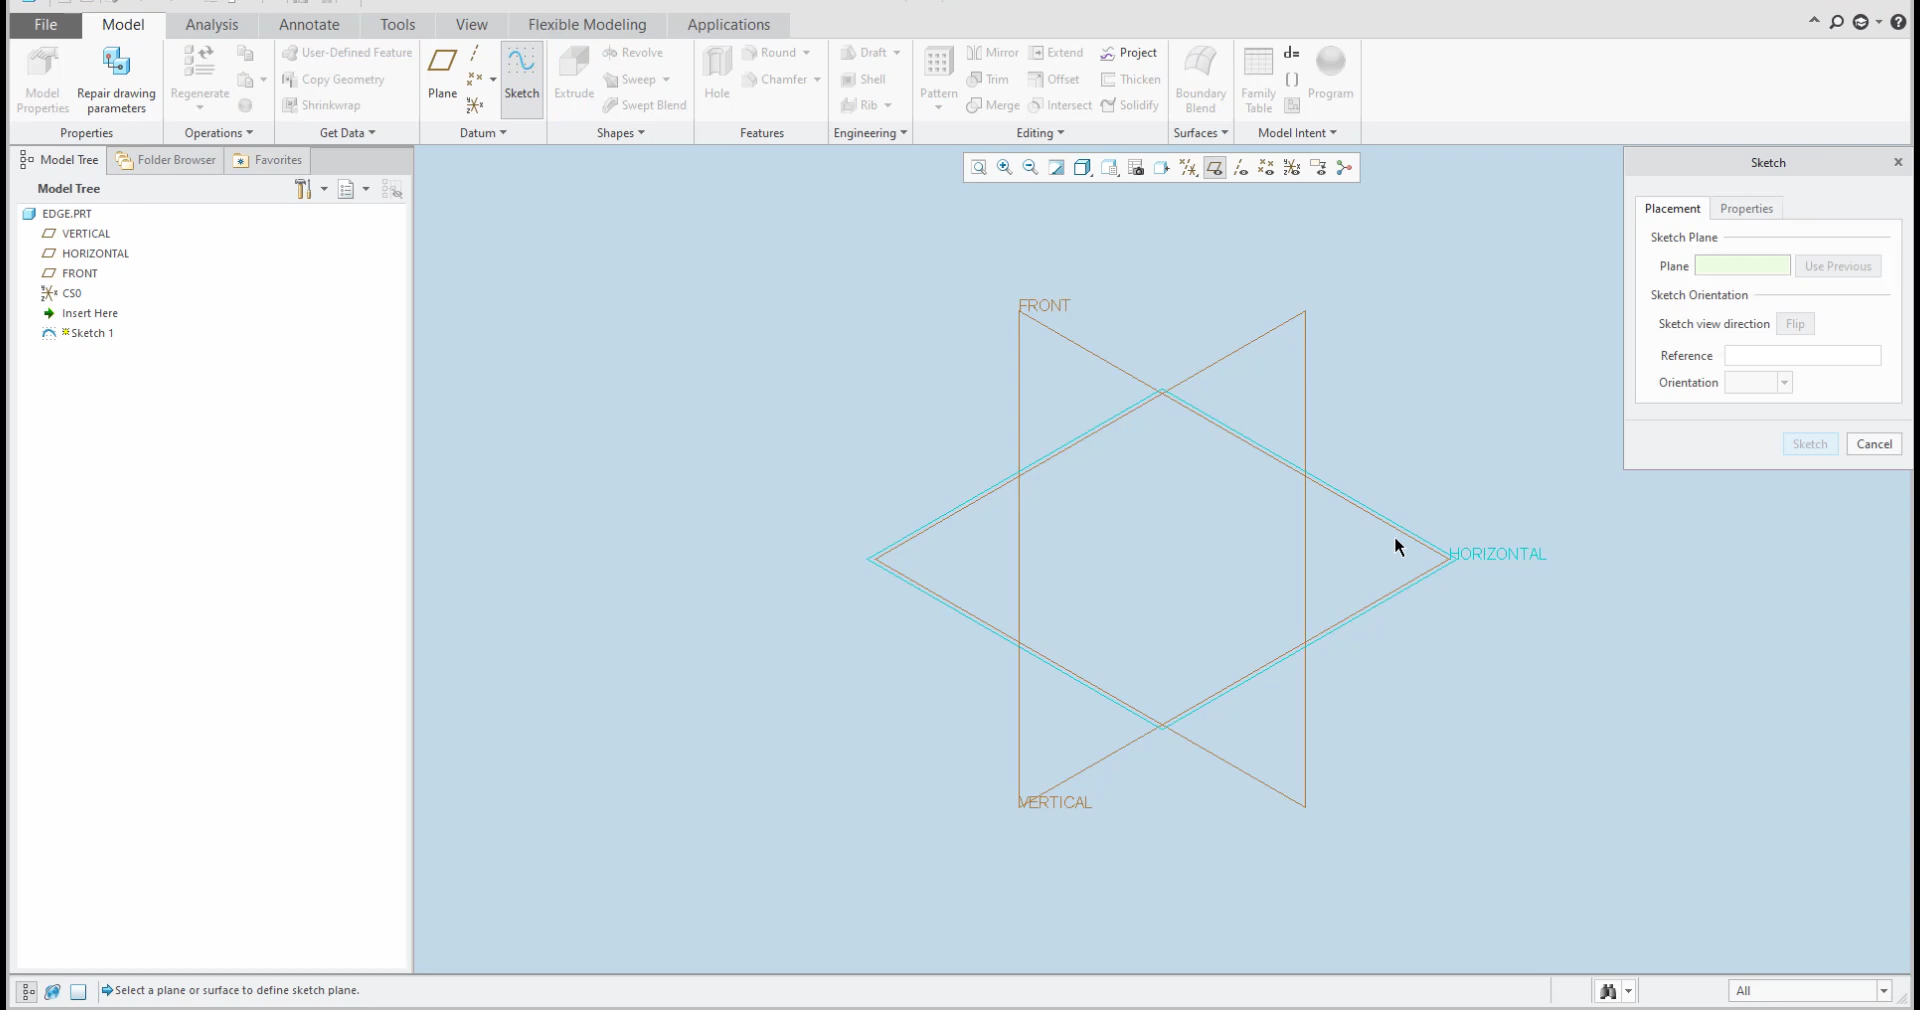 File Model Analysis Annotate Tools View Flexible Modeling Applications
Model Properties
Repair drawing parameters
Properties
Regenerate
Operations
User-Defined Feature
Copy Geometry
Shrinkwrap
Get Data
Plane
Sketch
Datum
Extrude
Revolve
Sweep
Swept Blend
Shapes
Hole
Round
Chamfer
Features
Draft
Shell
Rib
Engineering
Pattern
Mirror Extend Project
Trim Offset Thicken
Merge Intersect Solidify
Editing
Boundary Blend
Surfaces
Family Table
d=
[ ]
Program
Model Intent
Model Tree Folder Browser Favorites
Model Tree
EDGE.PRT
VERTICAL
HORIZONTAL
FRONT
CS0
Insert Here
Sketch 1
FRONT
HORIZONTAL
VERTICAL
Sketch
Placement Properties
Sketch Plane
Plane Use Previous
Sketch Orientation
Sketch view direction Flip
Reference
Orientation
Sketch Cancel
Select a plane or surface to define sketch plane.
All